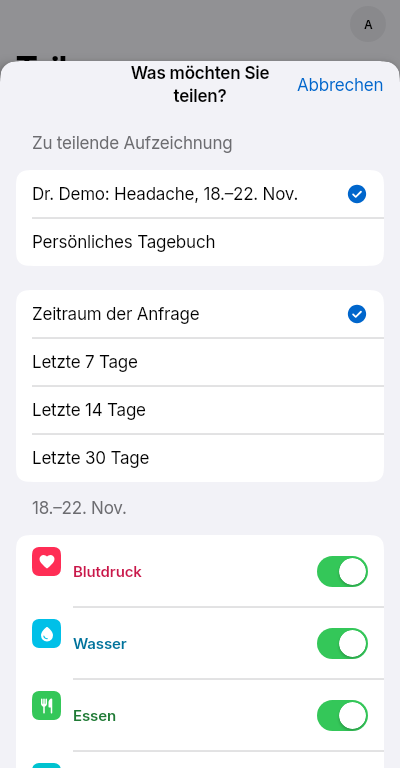 A
Was möchten Sie
teilen?
Abbrechen
Zu teilende Aufzeichnung
Dr. Demo: Headache, 18.–22. Nov.
Persönliches Tagebuch
Zeitraum der Anfrage
Letzte 7 Tage
Letzte 14 Tage
Letzte 30 Tage
18.–22. Nov.
Blutdruck
Wasser
Essen